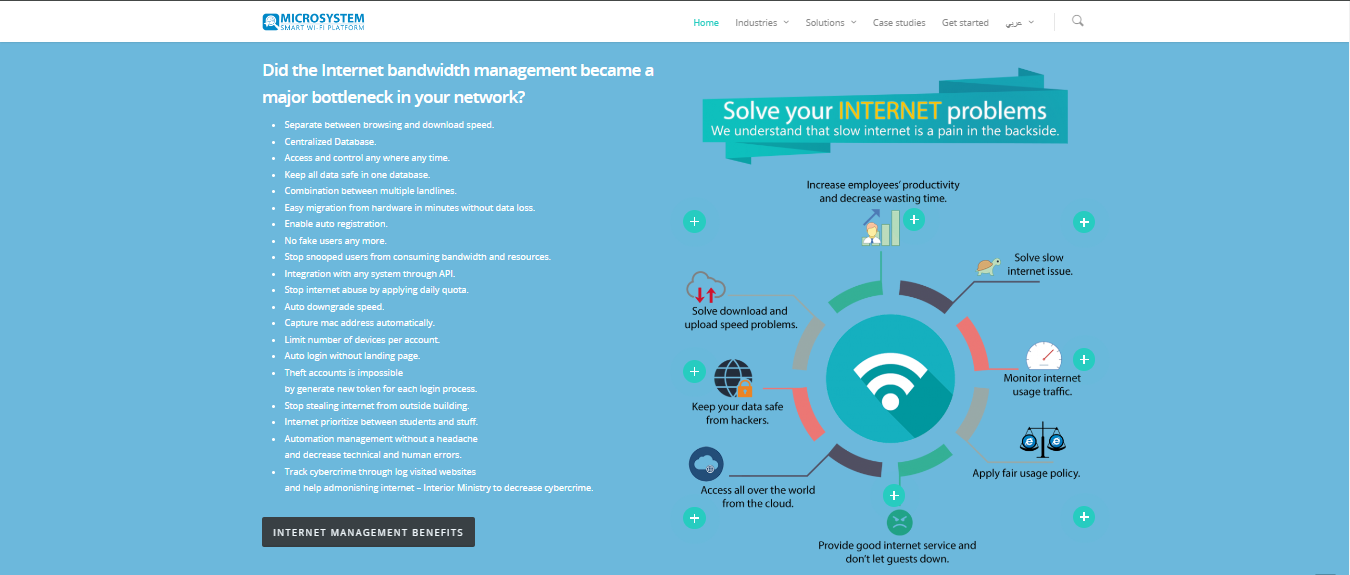 MICROSYSTEM
SMART WI-FI PLATFORM
Home
Industries
Solutions
Case studies
Get started
عربي
Did the Internet bandwidth management became a
major bottleneck in your network?
Separate between browsing and download speed.
Centralized Database.
Access and control any where any time.
Keep all data safe in one database.
Combination between multiple landlines.
Easy migration from hardware in minutes without data loss.
Enable auto registration.
No fake users any more.
Stop snooped users from consuming bandwidth and resources.
Integration with any system through API.
Stop internet abuse by applying daily quota.
Auto downgrade speed.
Capture mac address automatically.
Limit number of devices per account.
Auto login without landing page.
Theft accounts is impossible
by generate new token for each login process.
Stop stealing internet from outside building.
Internet prioritize between students and stuff.
Automation management without a headache
and decrease technical and human errors.
Track cybercrime through log visited websites
and help admonishing internet – Interior Ministry to decrease cybercrime.
INTERNET MANAGEMENT BENEFITS
Solve your INTERNET problems
We understand that slow internet is a pain in the backside.
Increase employees' productivity
and decrease wasting time.
Solve slow
internet issue.
Solve download and
upload speed problems.
Monitor internet
usage traffic.
Keep your data safe
from hackers.
Apply fair usage policy.
Access all over the world
from the cloud.
Provide good internet service and
don't let guests down.